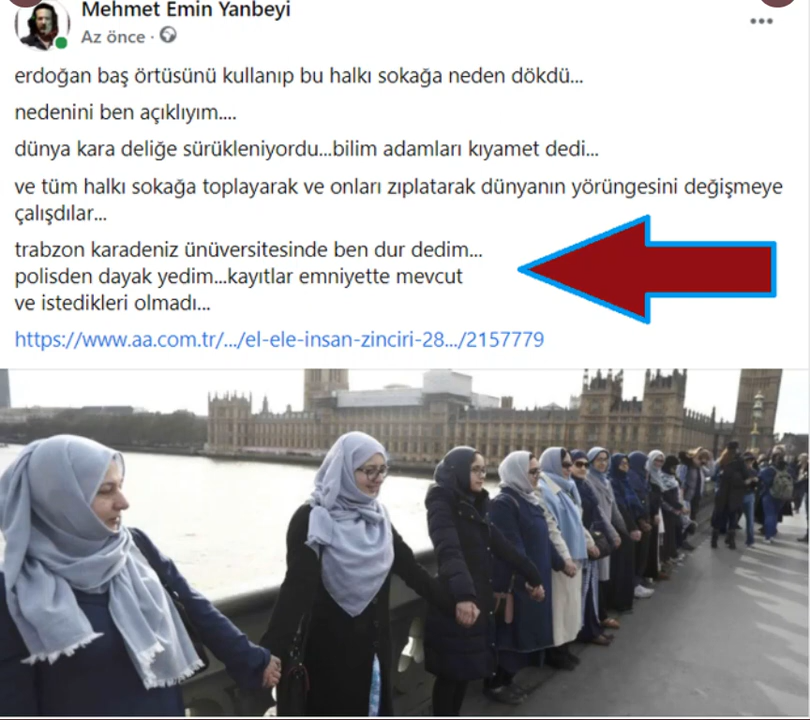 Mehmet Emin Yanbeyi
Az önce ·
erdoğan baş örtüsünü kullanıp bu halkı sokağa neden dökdü...
nedenini ben açıklıyım....
dünya kara deliğe sürükleniyordu...bilim adamları kıyamet dedi...
ve tüm halkı sokağa toplayarak ve onları zıplatarak dünyanın yörüngesini değişmeye
çalışdılar...
trabzon karadeniz ünüversitesinde ben dur dedim...
polisden dayak yedim...kayıtlar emniyette mevcut
ve istedikleri olmadı...
https://www.aa.com.tr/.../el-ele-insan-zinciri-28.../2157779